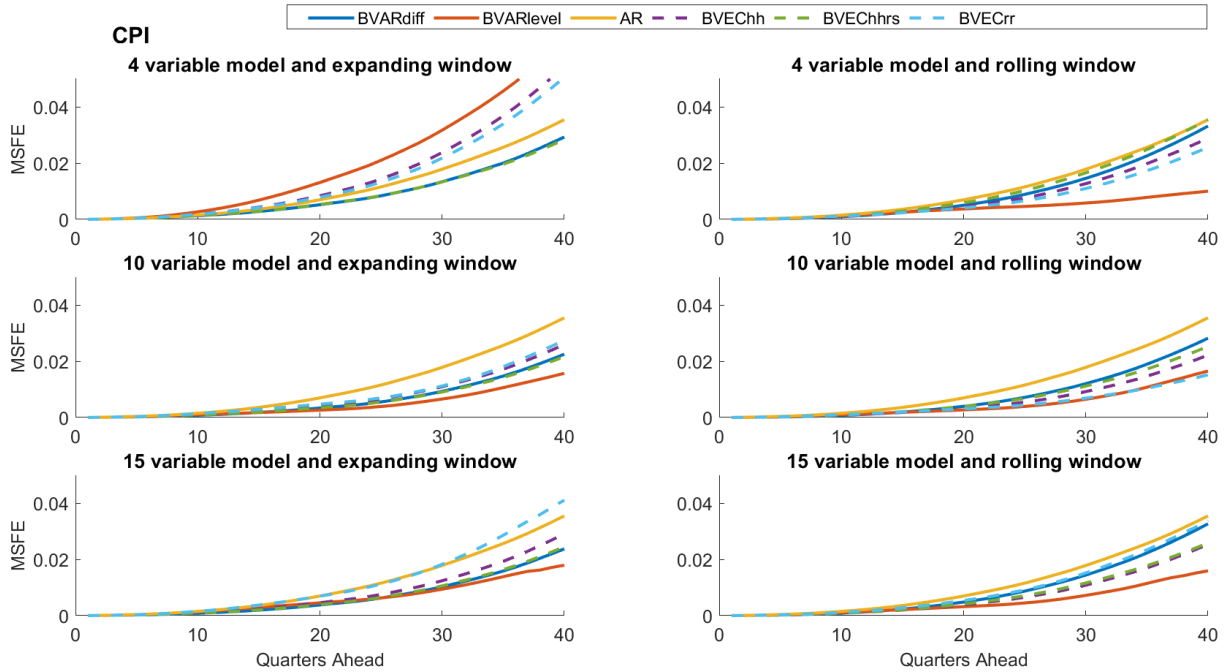 BVARdiff BVARlevel AR BVEChh BVEChhrs BVECrr
CPI
4 variable model and expanding window
MSFE
0.04
0.02
0
0 10 20 30 40
4 variable model and rolling window
0.04
0.02
0
0 10 20 30 40
10 variable model and expanding window
MSFE
0.04
0.02
0
0 10 20 30 40
10 variable model and rolling window
0.04
0.02
0
0 10 20 30 40
15 variable model and expanding window
MSFE
0.04
0.02
0
0 10 20 30 40
Quarters Ahead
15 variable model and rolling window
0.04
0.02
0
0 10 20 30 40
Quarters Ahead